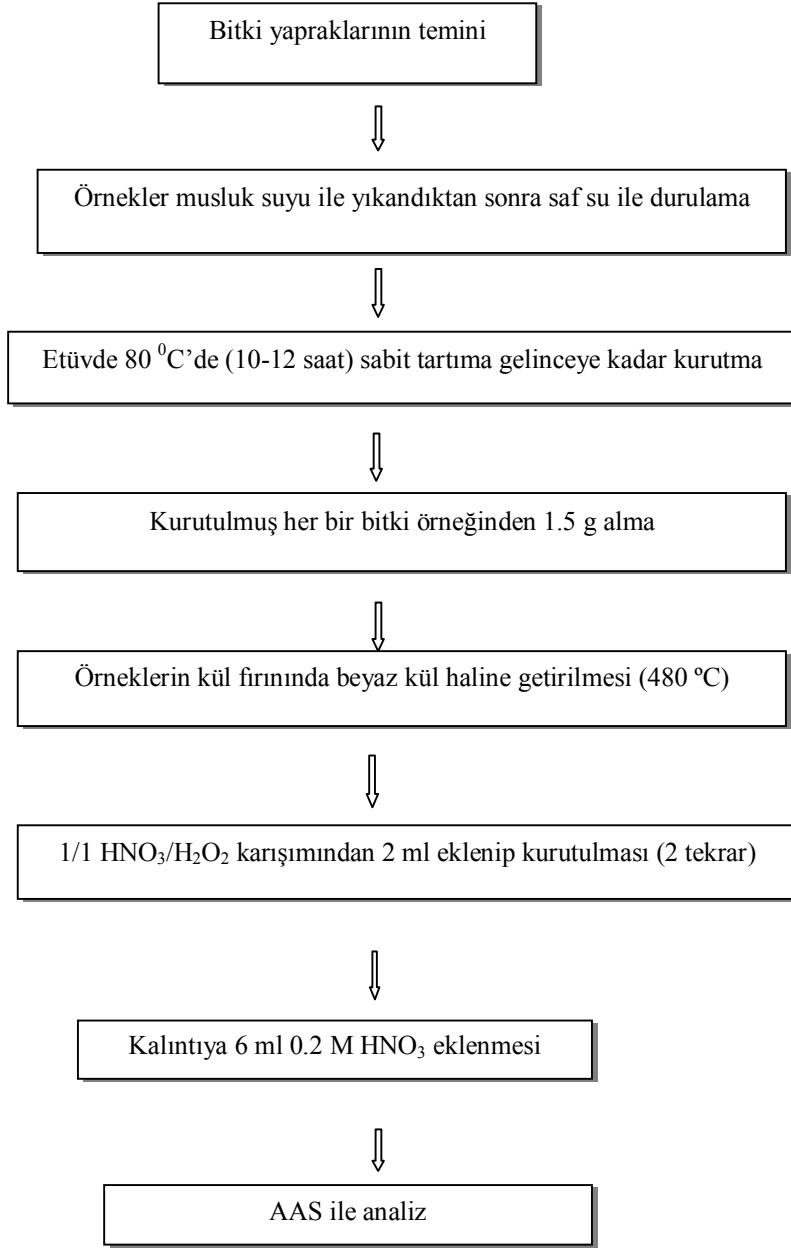 Bitki yapraklarının temini
Örnekler musluk suyu ile yıkandıktan sonra saf su ile durulama
Etüvde 80 ⁰C’de (10-12 saat) sabit tartıma gelinceye kadar kurutma
Kurutulmuş her bir bitki örneğinden 1.5 g alma
Örneklerin kül fırınında beyaz kül haline getirilmesi (480 ºC)
1/1 HNO₃/H₂O₂ karışımından 2 ml eklenip kurutulması (2 tekrar)
Kalıntıya 6 ml 0.2 M HNO₃ eklenmesi
AAS ile analiz